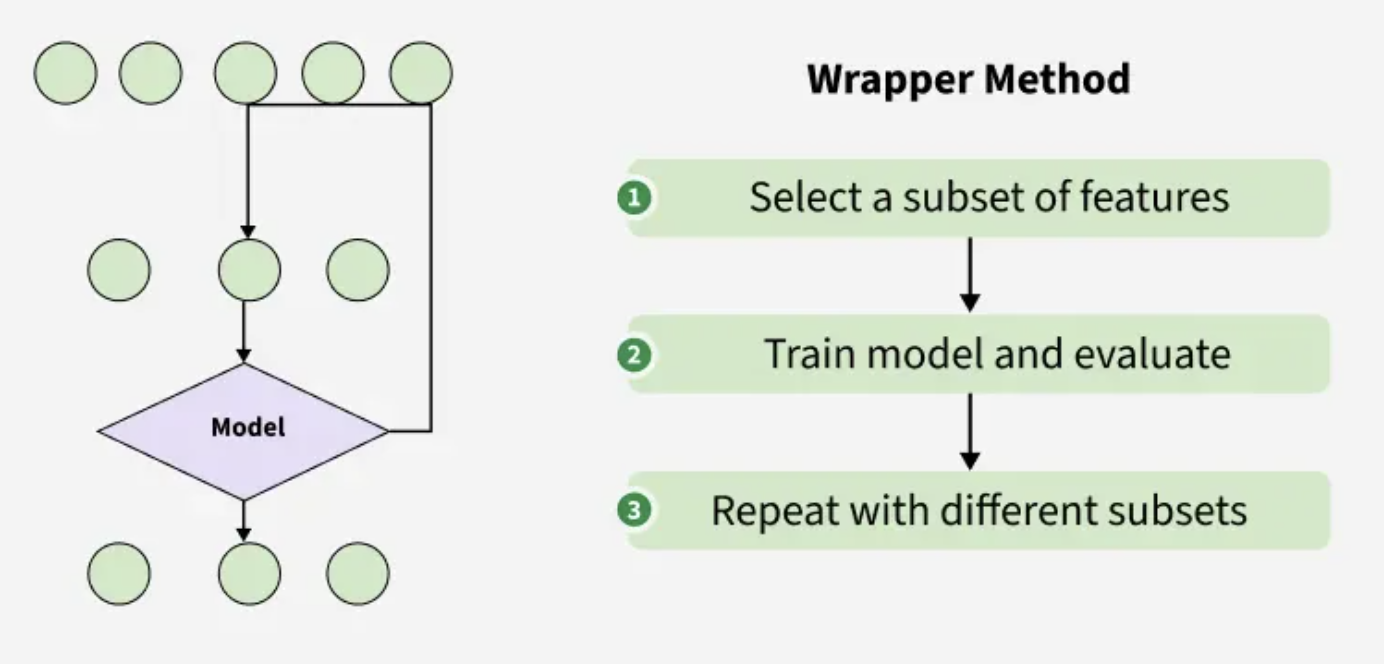 Wrapper Method
1 Select a subset of features
2 Train model and evaluate
Model
3 Repeat with different subsets